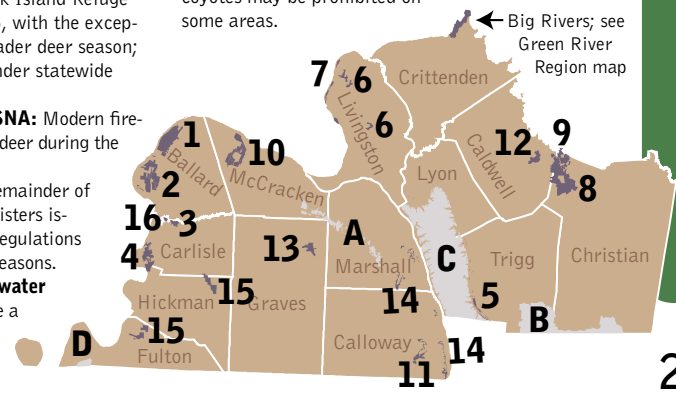 k Island Refuge
, with the excep-
ader deer season;
nder statewide
SNA: Modern fire-
deer during the
emainder of
isters is-
egulations
easons.
water
e a
coyotes may be prohibited on
some areas.
Big Rivers; see
Green River
Region map
Crittenden
7
6
6
Livingston
1
Ballard
2
10
McCracken
12
Caldwell
9
8
Lyon
16
3
4
Carlisle
13
A
Marshall
C
Trigg
Christian
Hickman
15
Graves
14
5
B
15
D
Fulton
Calloway
14
11
2